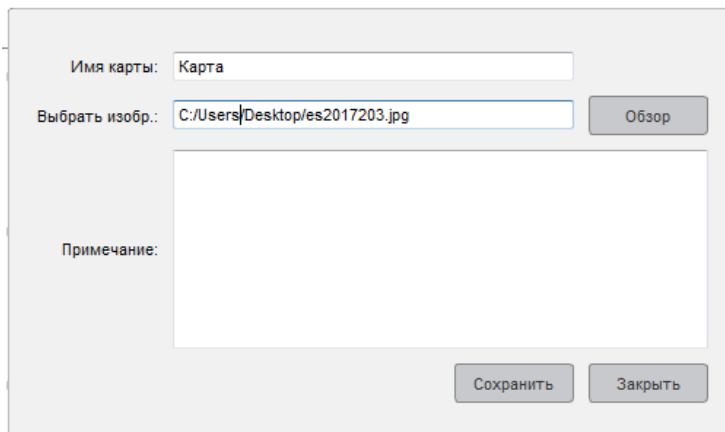 Имя карты: Карта
Выбрать изобр.: C:/Users/Desktop/es2017203.jpg Обзор
Примечание:
Сохранить Закрыть